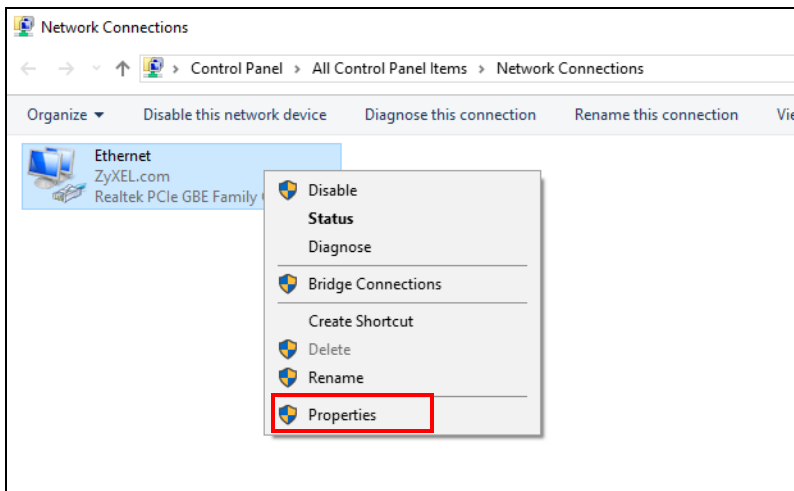 Network Connections
Control Panel > All Control Panel Items > Network Connections
Organize Disable this network device Diagnose this connection Rename this connection
Ethernet
ZyXEL.com
Realtek PCIe GBE Family
Disable
Status
Diagnose
Bridge Connections
Create Shortcut
Delete
Rename
Properties